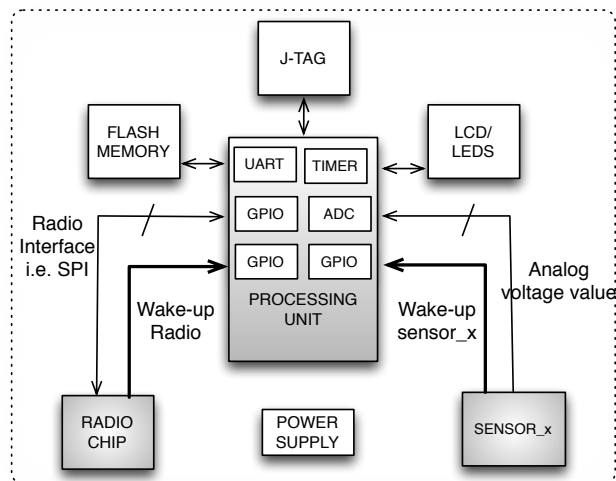 J-TAG
FLASH
MEMORY
LCD/
LEDS
UART
TIMER
GPIO
ADC
GPIO
GPIO
PROCESSING
UNIT
Radio
Interface
i.e. SPI
Wake-up
Radio
Wake-up
sensor_x
Analog
voltage value
RADIO
CHIP
POWER
SUPPLY
SENSOR_x